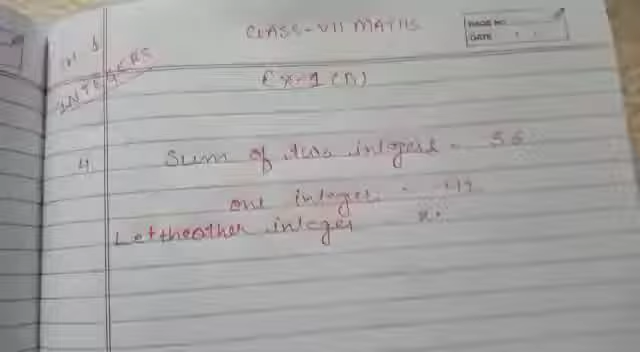 CLASS-VII MATHS
PAGE NO
DATE
INTEGERS
Ex-1(A)
4. Sum of two integers = 56
one integer =
Let the other integer x.